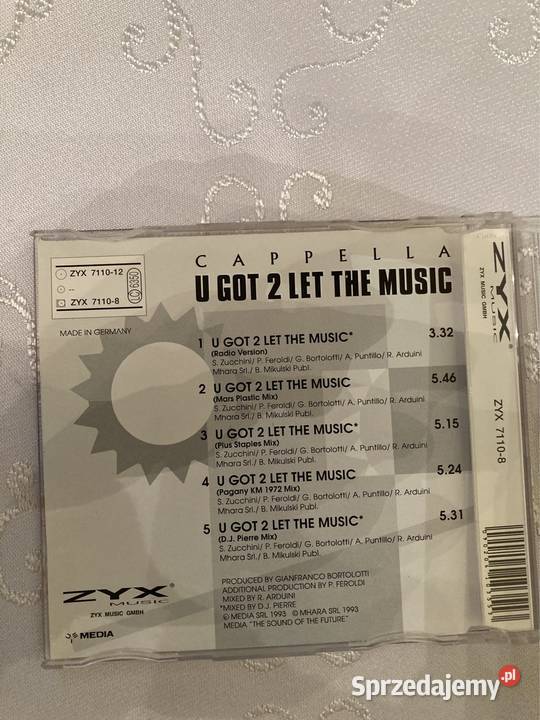 CAPPELLA
U GOT 2 LET THE MUSIC
ZYX 7110-12
--
ZYX 7110-8
LC 6350
MADE IN GERMANY
1 U GOT 2 LET THE MUSIC* 3.32
(Radio Version)
S. Zucchini/ P. Feroldi/ G. Bortolotti/ A. Puntillo/ R. Arduini
Mhara Srl./ B. Mikulski Publ.
2 U GOT 2 LET THE MUSIC 5.46
(Mars Plastic Mix)
S. Zucchini/ P. Feroldi/ G. Bortolotti/ A. Puntillo/ R. Arduini
Mhara Srl./ B. Mikulski Publ.
3 U GOT 2 LET THE MUSIC* 5.15
(Plus Staples Mix)
S. Zucchini/ P. Feroldi/ G. Bortolotti/ A. Puntillo/ R. Arduini
Mhara Srl./ B. Mikulski Publ.
4 U GOT 2 LET THE MUSIC 5.24
(Pagany KM 1972 Mix)
S. Zucchini/ P. Feroldi/ G. Bortolotti/ A. Puntillo/ R. Arduini
Mhara Srl./ B. Mikulski Publ.
5 U GOT 2 LET THE MUSIC* 5.31
(D.J. Pierre Mix)
S. Zucchini/ P. Feroldi/ G. Bortolotti/ A. Puntillo/ R. Arduini
Mhara Srl./ B. Mikulski Publ.
PRODUCED BY GIANFRANCO BORTOLOTTI
ADDITIONAL PRODUCTION BY P. FEROLDI
MIXED BY R. ARDUINI
*MIXED BY D.J. PIERRE
℗ MEDIA SRL 1993 © MHARA SRL 1993
MEDIA "THE SOUND OF THE FUTURE"
ZYX®
MUSIC
ZYX MUSIC GMBH
MEDIA
ZYX®
MUSIC
ZYX MUSIC GMBH
ZYX 7110-8
Sprzedajemy.pl